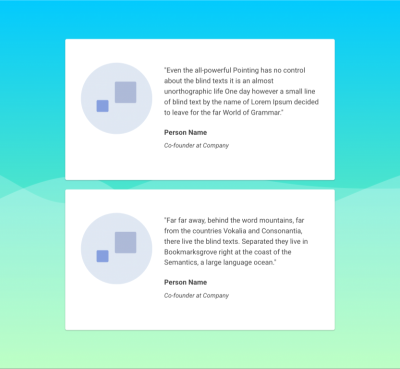 "Even the all-powerful Pointing has no control
about the blind texts it is an almost
unorthographic life One day however a small line
of blind text by the name of Lorem Ipsum decided
to leave for the far World of Grammar."
Person Name
Co-founder at Company
"Far far away, behind the word mountains, far
from the countries Vokalia and Consonantia,
there live the blind texts. Separated they live in
Bookmarksgrove right at the coast of the
Semantics, a large language ocean."
Person Name
Co-founder at Company